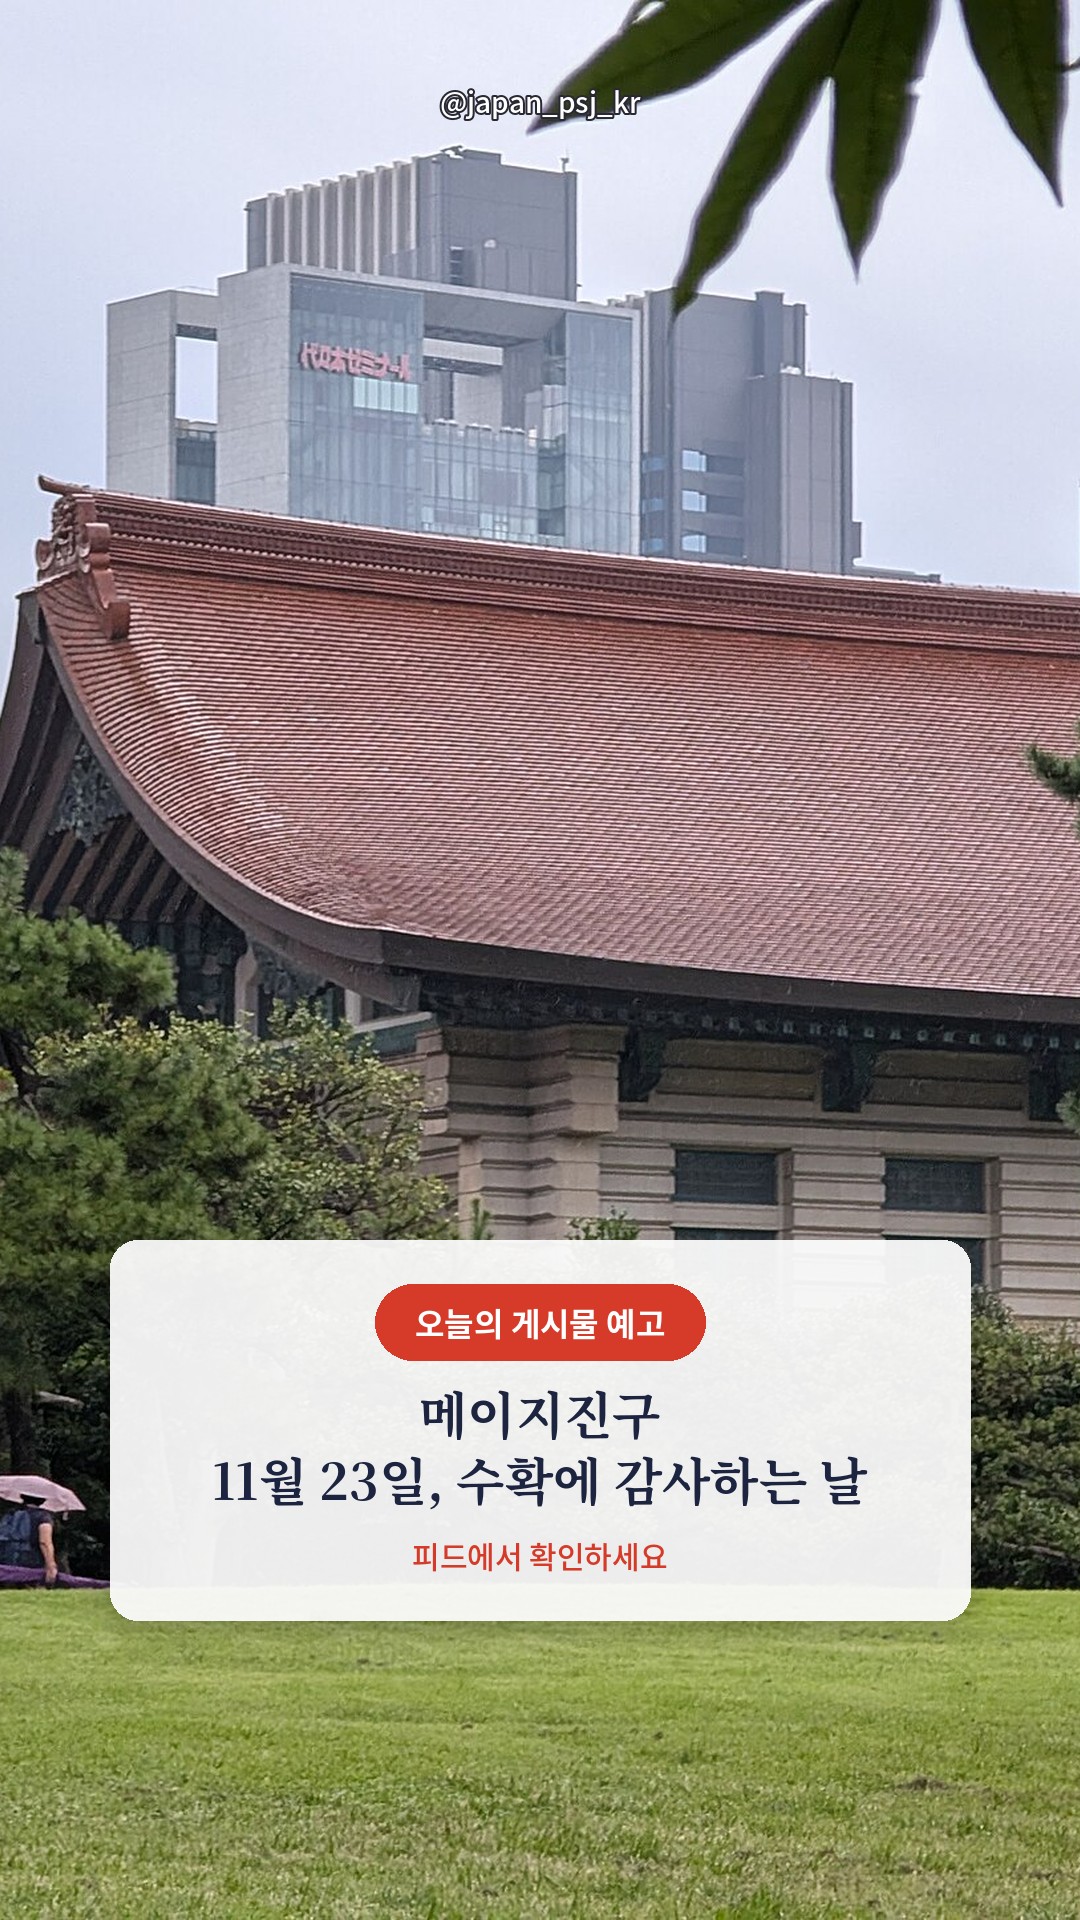 @japan_psj_kr
오늘의 게시물 예고
메이지진구
11월 23일, 수확에 감사하는 날
피드에서 확인하세요